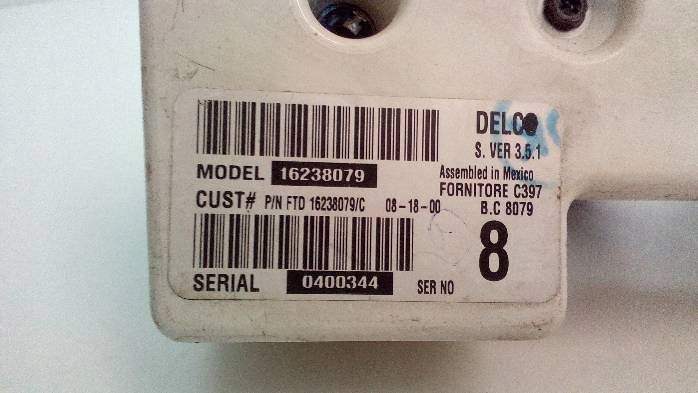 DELCO
S. VER 3.5.1
MODEL 16238079
Assembled in Mexico
FORNITORE C397
CUST# P/N FTD 16238079/C 08-18-00
B.C 8079
8
SERIAL 0400344
SER NO